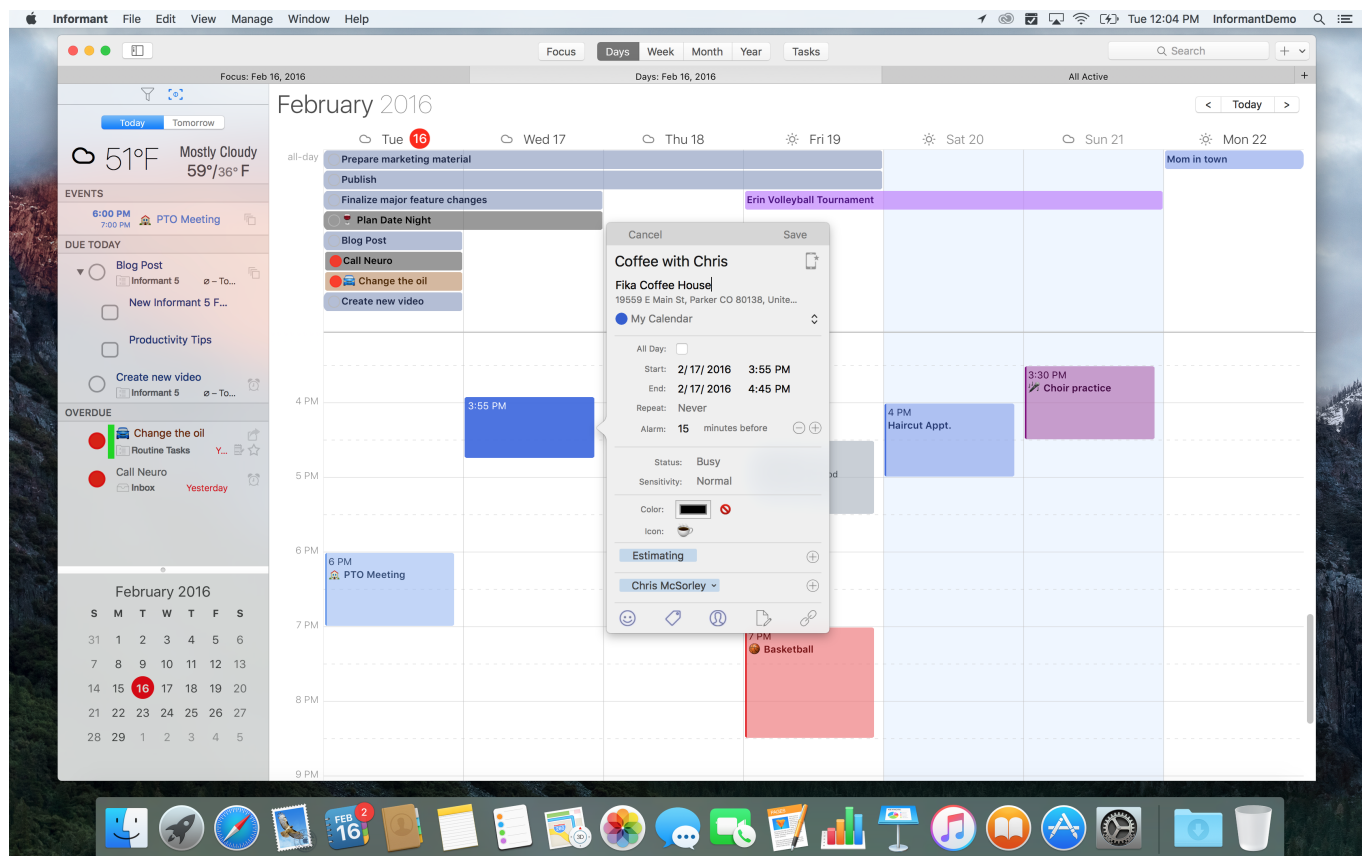 Informant File Edit View Manage Window Help Tue 12:04 PM InformantDemo
Focus Days Week Month Year Tasks Search
Focus: Feb 16, 2016 Days: Feb 16, 2016 All Active +
Today Tomorrow
51°F Mostly Cloudy
59°/36° F
EVENTS
6:00 PM PTO Meeting
7:00 PM
DUE TODAY
Blog Post
Informant 5 ⌀ – To...
New Informant 5 F...
Productivity Tips
Create new video
Informant 5 ⌀ – To...
OVERDUE
Change the oil
Routine Tasks Y...
Call Neuro
Inbox Yesterday
February 2016
S M T W T F S
31 1 2 3 4 5 6
7 8 9 10 11 12 13
14 15 16 17 18 19 20
21 22 23 24 25 26 27
28 29 1 2 3 4 5
February 2016
< Today >
Tue 16 Wed 17 Thu 18 Fri 19 Sat 20 Sun 21 Mon 22
all-day
Prepare marketing material
Mom in town
Publish
Finalize major feature changes
Erin Volleyball Tournament
Plan Date Night
Blog Post
Call Neuro
Change the oil
Create new video
4 PM
5 PM
6 PM
7 PM
8 PM
9 PM
6 PM
PTO Meeting
3:55 PM
Cancel Save
Coffee with Chris
Fika Coffee House
19559 E Main St, Parker CO 80138, Unite...
My Calendar
All Day:
Start: 2/17/2016 3:55 PM
End: 2/17/2016 4:45 PM
Repeat: Never
Alarm: 15 minutes before
Status: Busy
Sensitivity: Normal
Color:
Icon:
Estimating
Chris McSorley
7 PM
Basketball
4 PM
Haircut Appt.
3:30 PM
Choir practice
FEB
16
2
3D